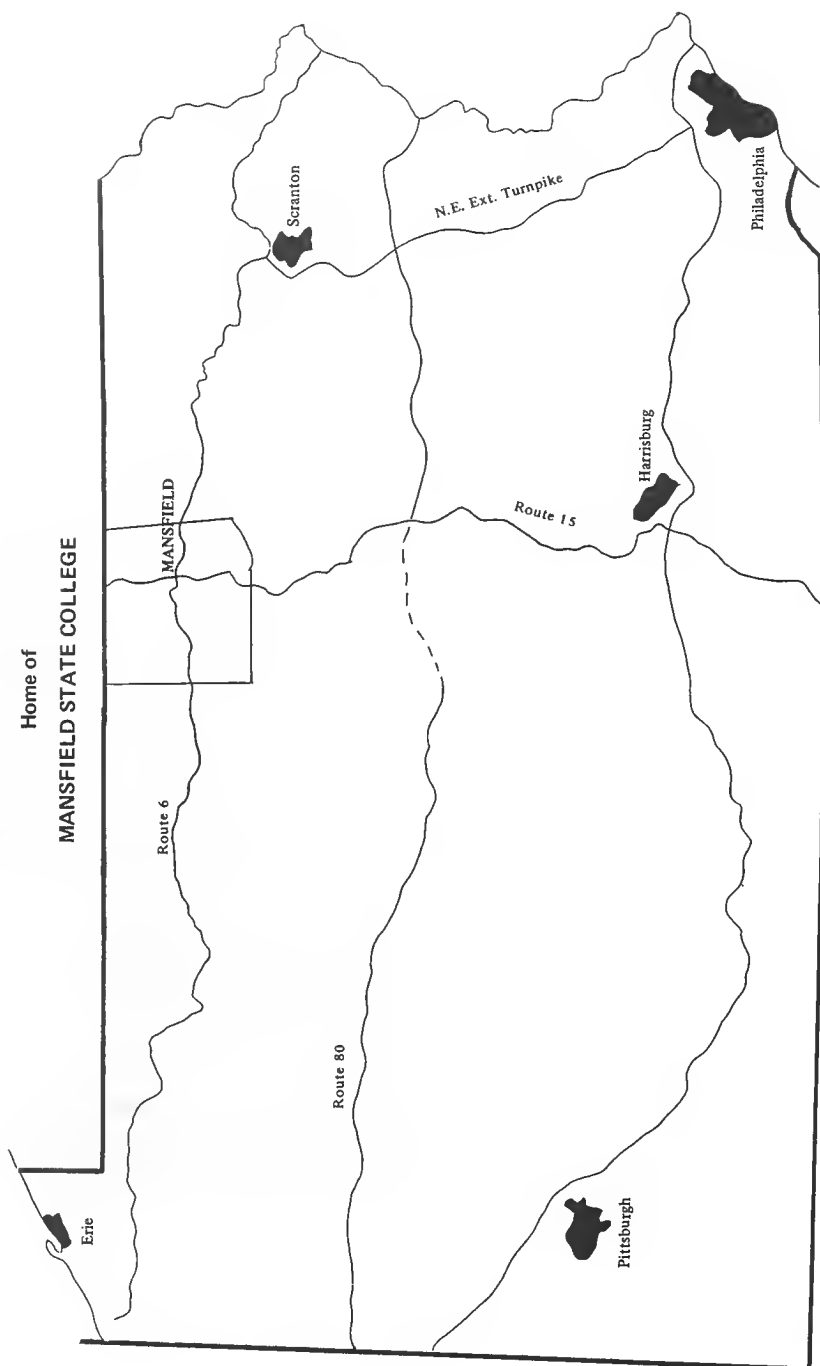 Home of
MANSFIELD STATE COLLEGE
Erie
Route 6
MANSFIELD
Scranton
Route 80
N.E. Ext. Turnpike
Route 15
Pittsburgh
Harrisburg
Philadelphia